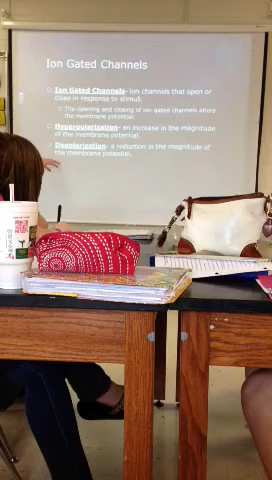 Ion Gated Channels
Ion Gated Channels- ion channels that open or
close in response to stimuli.
The opening and closing of ion gated channels alters
the membrane potential.
Hyperpolarization- an increase in the magnitude
of the membrane potential.
Depolarization- a reduction in the magnitude of
the membrane potential.